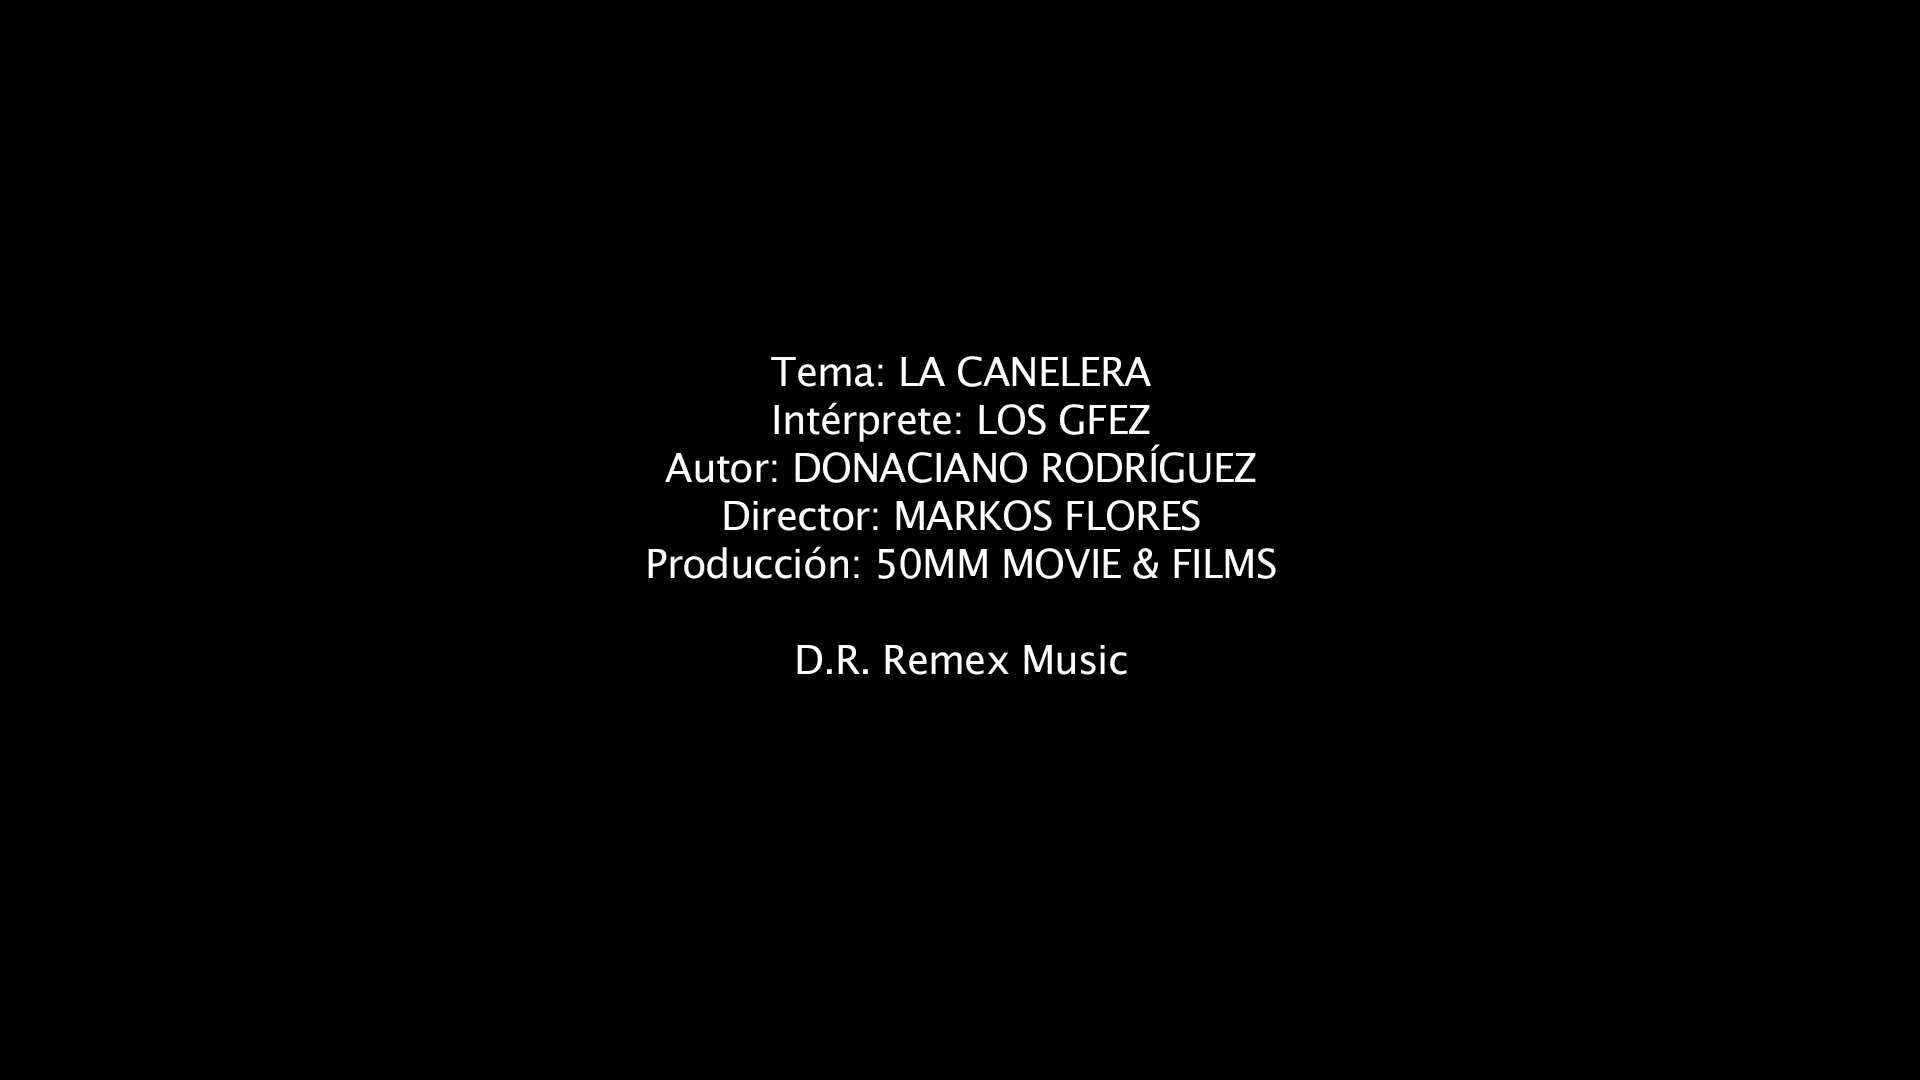 Tema: LA CANELERA
Intérprete: LOS GFEZ
Autor: DONACIANO RODRÍGUEZ
Director: MARKOS FLORES
Producción: 50MM MOVIE & FILMS
D.R. Remex Music